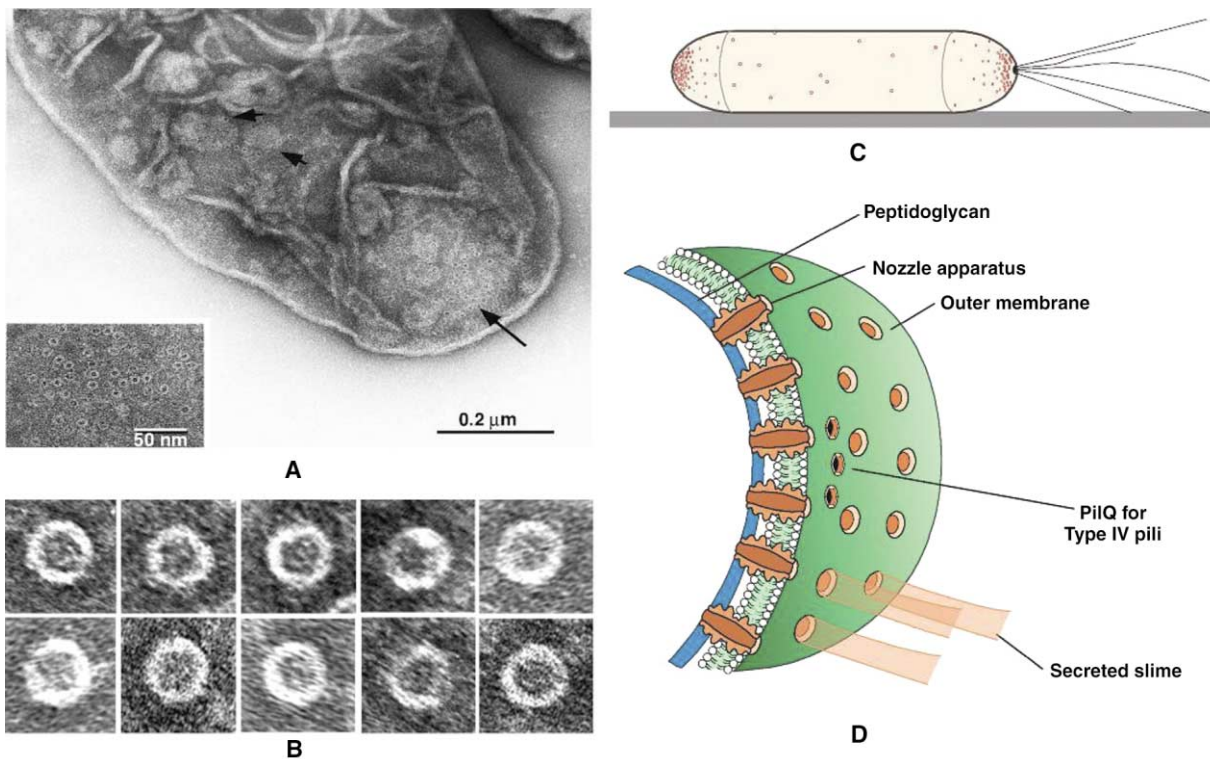 50 nm
0.2 μm
A
B
C
Peptidoglycan
Nozzle apparatus
Outer membrane
PilQ for
Type IV pili
Secreted slime
D